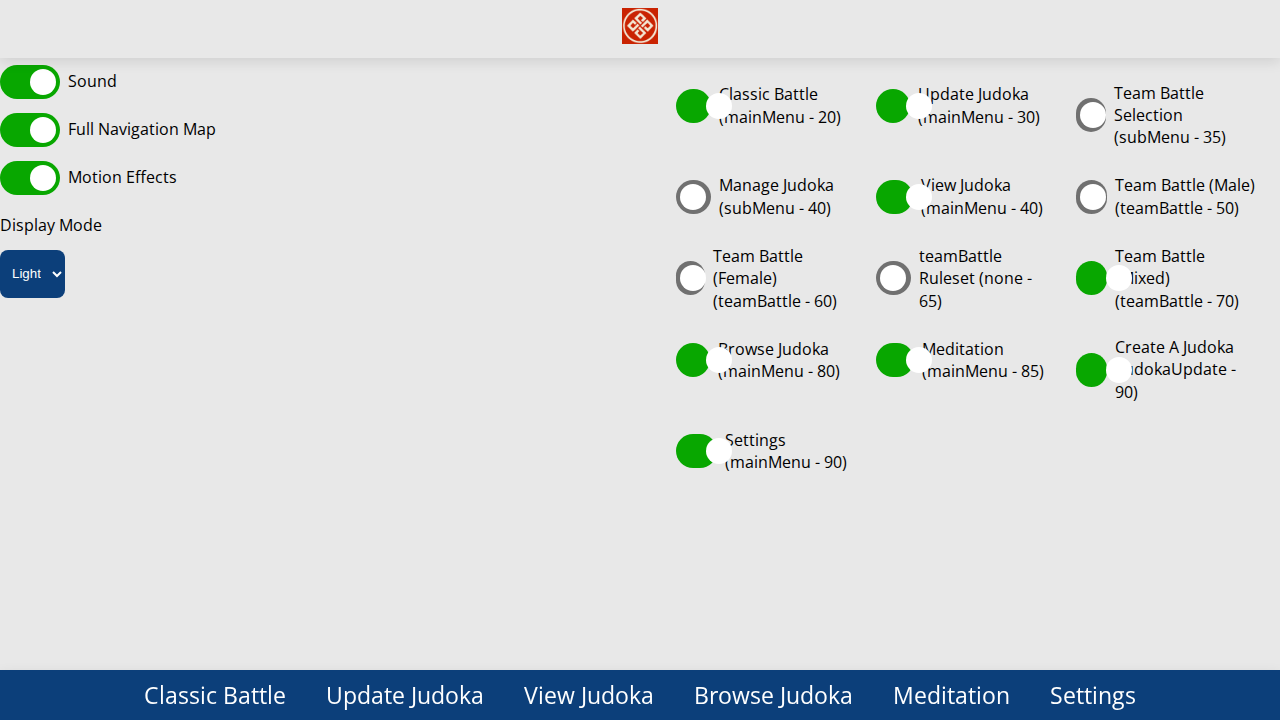 Sound
Full Navigation Map
Motion Effects
Display Mode
Light
Classic Battle
(mainMenu - 20)
Update Judoka
(mainMenu - 30)
Team Battle
Selection
(subMenu - 35)
Manage Judoka
(subMenu - 40)
View Judoka
(mainMenu - 40)
Team Battle (Male)
(teamBattle - 50)
Team Battle
(Female)
(teamBattle - 60)
teamBattle
Ruleset (none -
65)
Team Battle
(Mixed)
(teamBattle - 70)
Browse Judoka
(mainMenu - 80)
Meditation
(mainMenu - 85)
Create A Judoka
(judokaUpdate -
90)
Settings
(mainMenu - 90)
Classic Battle
Update Judoka
View Judoka
Browse Judoka
Meditation
Settings